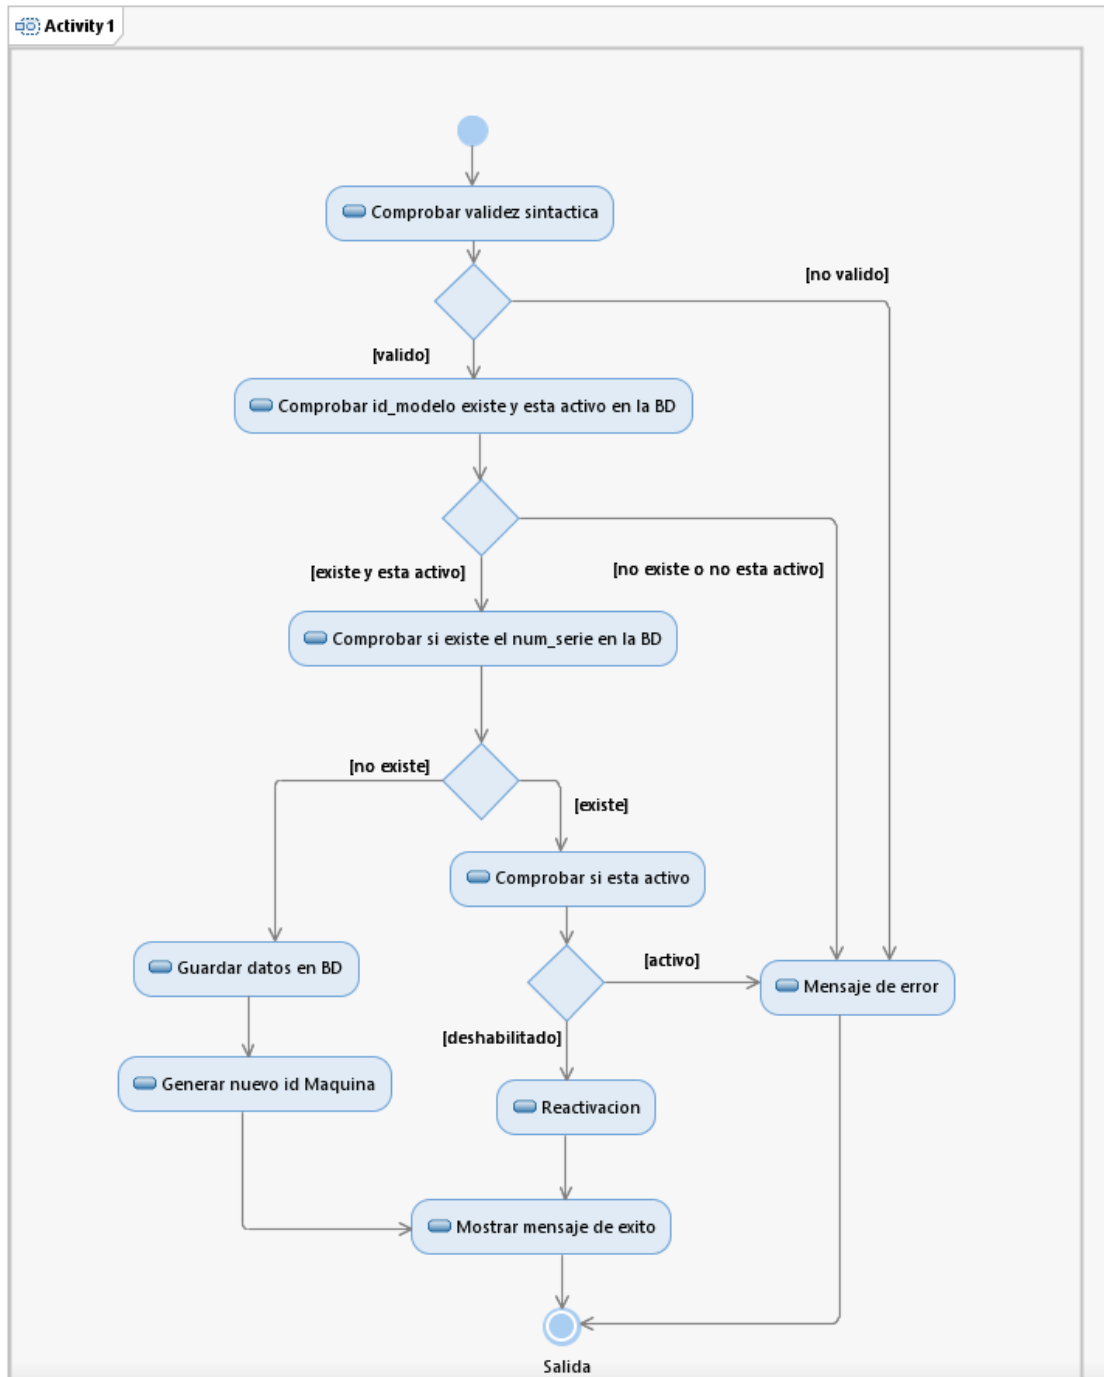 Activity 1
Comprobar validez sintactica
[no valido]
[valido]
Comprobar id_modelo existe y esta activo en la BD
[existe y esta activo]
[no existe o no esta activo]
Comprobar si existe el num_serie en la BD
[no existe]
[existe]
Comprobar si esta activo
Guardar datos en BD
[activo]
Mensaje de error
[deshabilitado]
Generar nuevo id Maquina
Reactivacion
Mostrar mensaje de exito
Salida